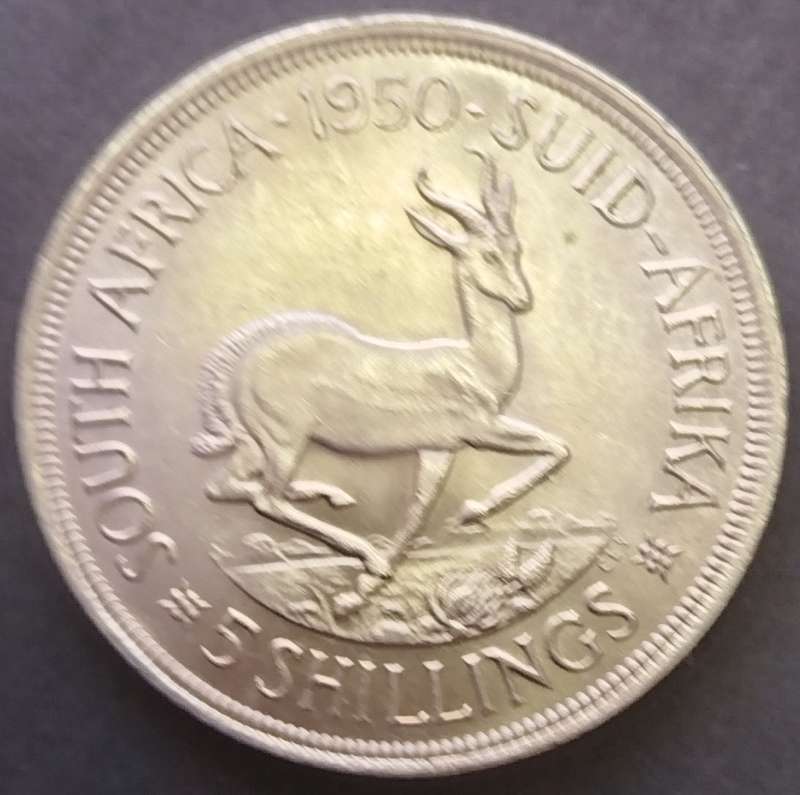 SOUTH AFRICA · 1950 · SUID-AFRIKA
5 SHILLINGS